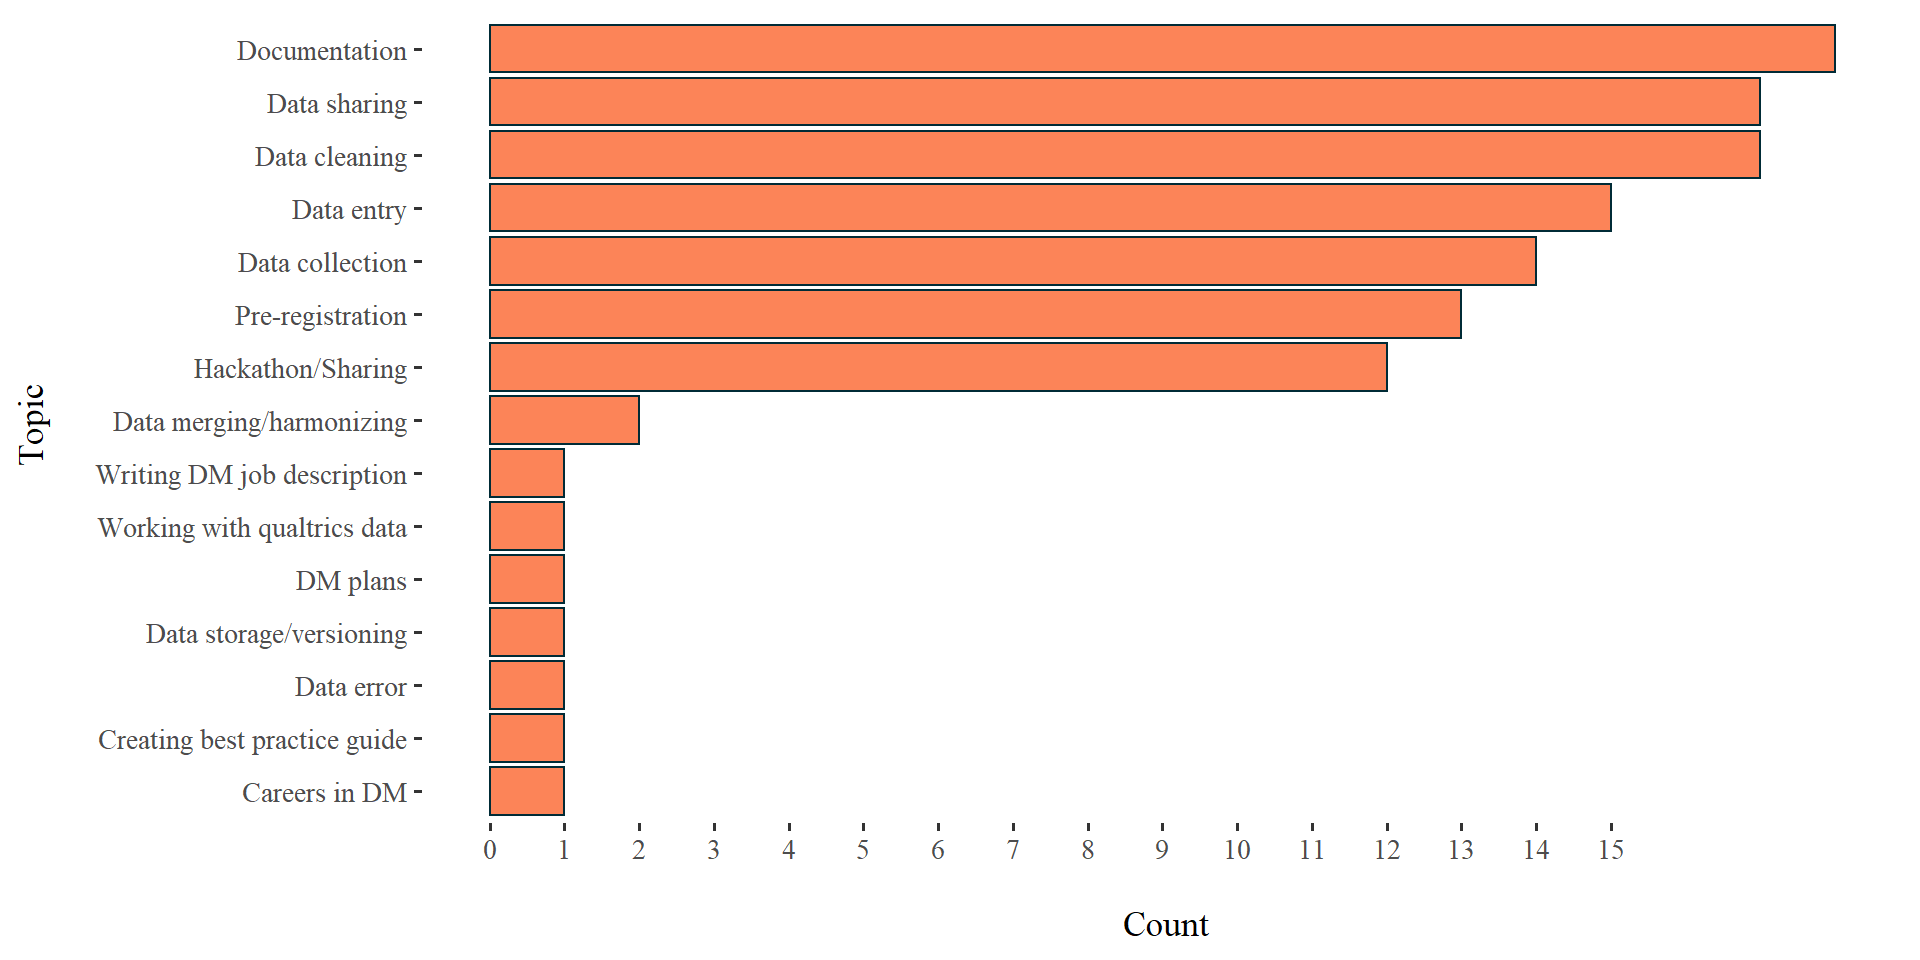 Documentation
Data sharing
Data cleaning
Data entry
Data collection
Pre-registration
Hackathon/Sharing
Data merging/harmonizing
Writing DM job description
Working with qualtrics data
DM plans
Data storage/versioning
Data error
Creating best practice guide
Careers in DM
Topic
0 1 2 3 4 5 6 7 8 9 10 11 12 13 14 15
Count